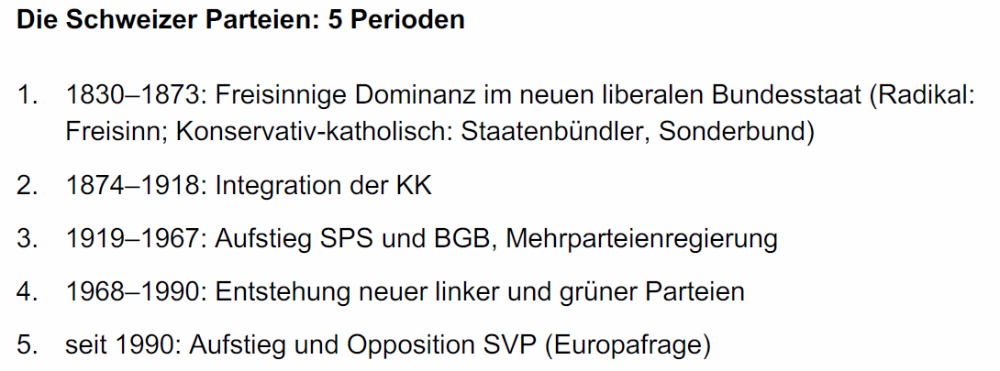 Die Schweizer Parteien: 5 Perioden
1. 1830–1873: Freisinnige Dominanz im neuen liberalen Bundesstaat (Radikal:
Freisinn; Konservativ-katholisch: Staatenbündler, Sonderbund)
2. 1874–1918: Integration der KK
3. 1919–1967: Aufstieg SPS und BGB, Mehrparteienregierung
4. 1968–1990: Entstehung neuer linker und grüner Parteien
5. seit 1990: Aufstieg und Opposition SVP (Europafrage)